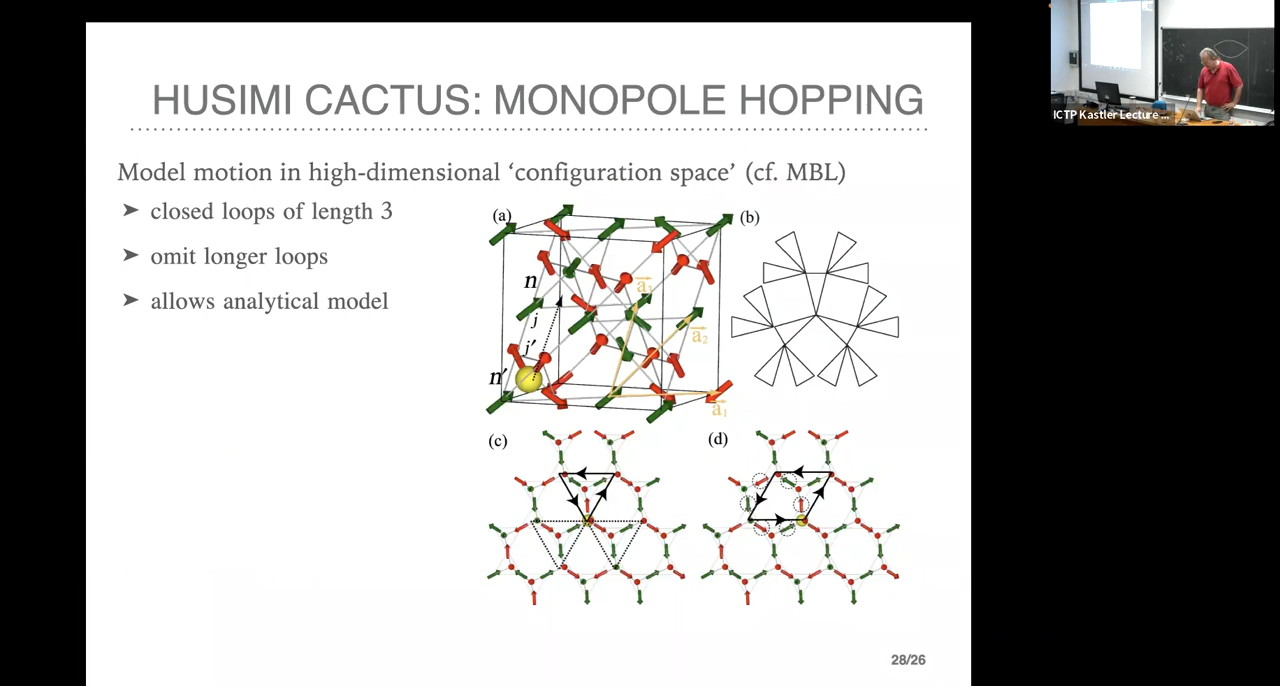 HUSIMI CACTUS: MONOPOLE HOPPING
Model motion in high-dimensional ‘configuration space’ (cf. MBL)
➤ closed loops of length 3
➤ omit longer loops
➤ allows analytical model
(a)
(b)
n
a₃
j
a₂
j'
n'
a₁
(c)
(d)
28/26
ICTP Kastler Lecture ...